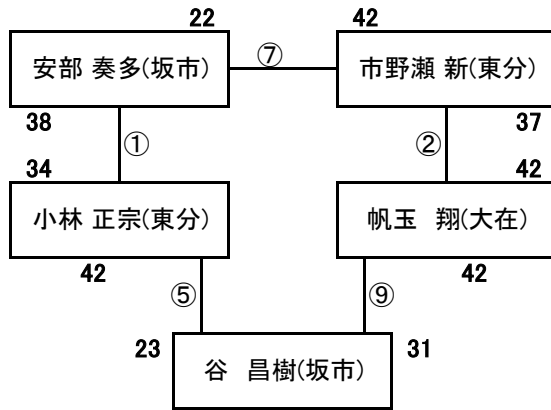 22 42
安部 奏多(坂市) ⑦ 市野瀬 新(東分)
38 ① ② 37
34 42
小林 正宗(東分) 帆玉 翔(大在)
42 42
⑤ ⑨
23 31
谷 昌樹(坂市)